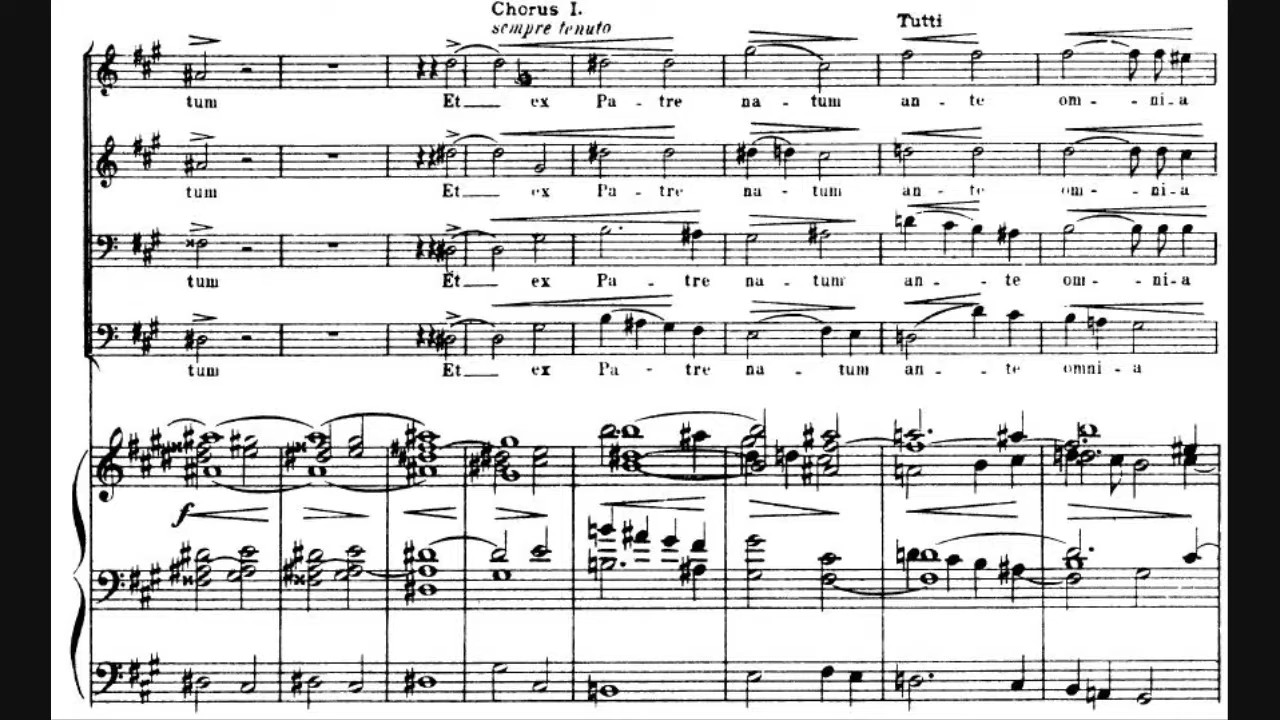 Chorus I.
sempre tenuto
Tutti
tum Et ex Pa - tre na - tum an - te om - ni - a
tum Et ex Pa - tre na - tum an - te om - ni - a
tum Et ex Pa - tre na - tum an - te om - ni - a
tum Et ex Pa - tre na - tum an - te omni - a
f